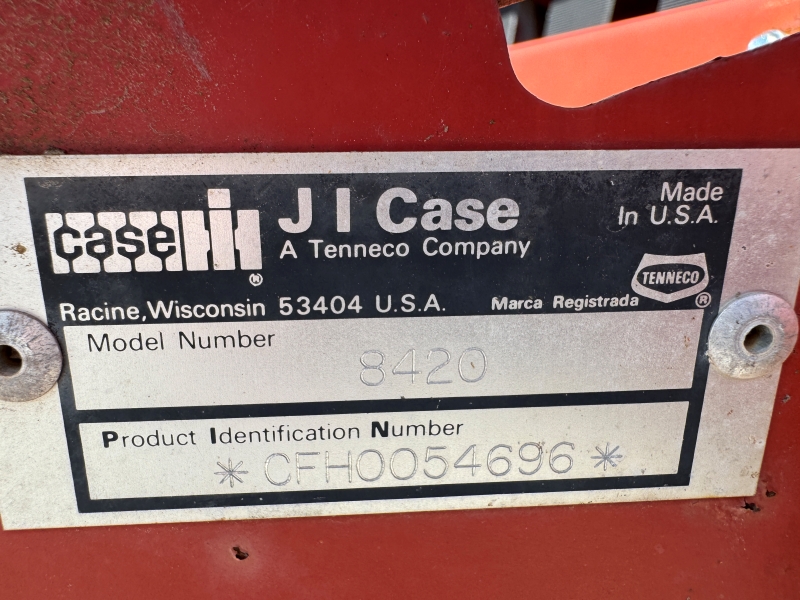 case IH ®
J I Case
A Tenneco Company
Made
In U.S.A.
TENNECO ®
Racine, Wisconsin 53404 U.S.A. Marca Registrada
Model Number
8420
Product Identification Number
* CFH0054696 *